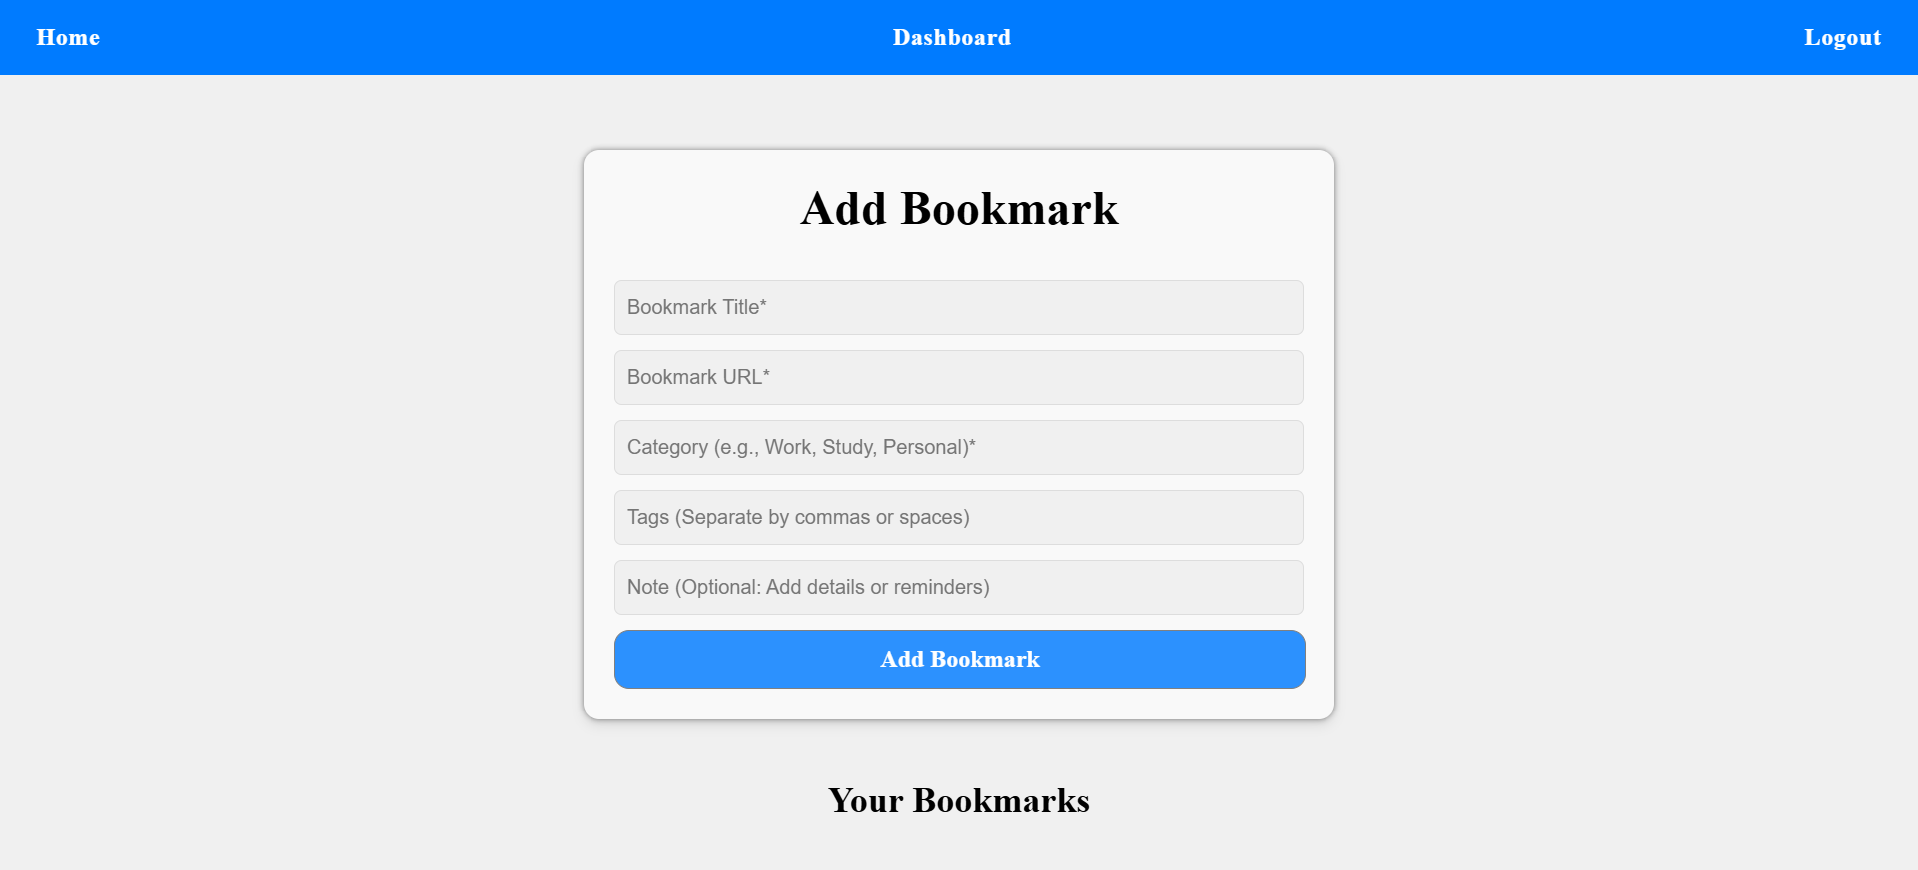 Home Dashboard Logout
Add Bookmark
Bookmark Title*
Bookmark URL*
Category (e.g., Work, Study, Personal)*
Tags (Separate by commas or spaces)
Note (Optional: Add details or reminders)
Add Bookmark
Your Bookmarks